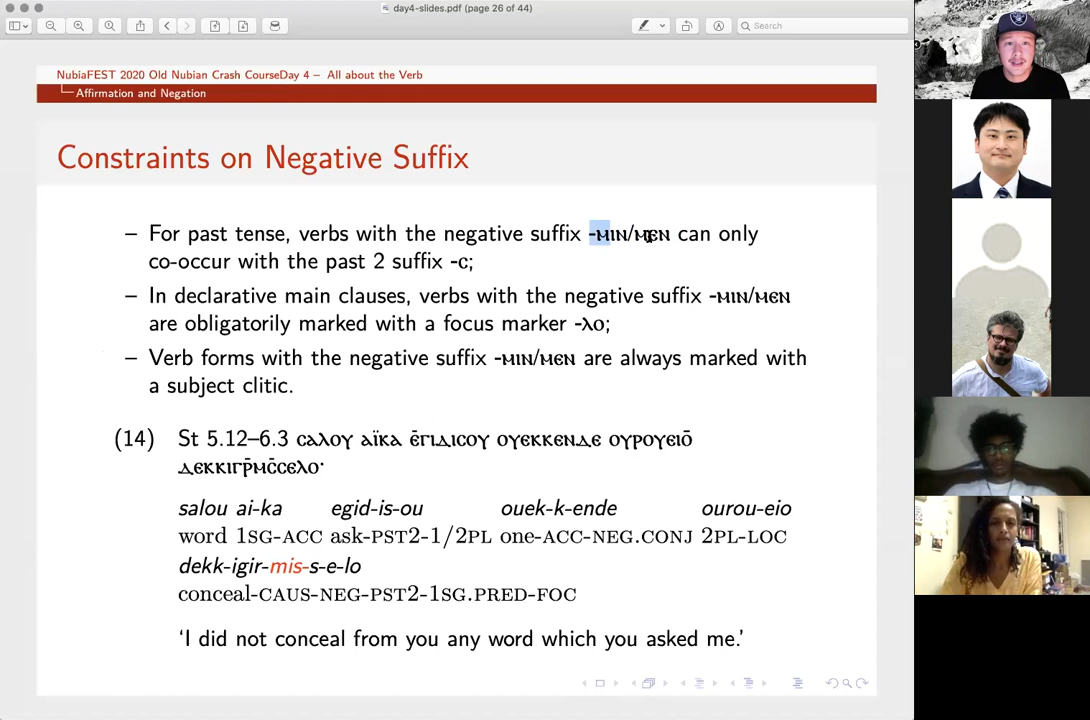 day4-slides.pdf (page 26 of 44)
Search
NubiaFEST 2020 Old Nubian Crash CourseDay 4 – All about the Verb
Affirmation and Negation
Constraints on Negative Suffix
– For past tense, verbs with the negative suffix -ⲙⲓⲛ/ⲙⲉⲛ can only
co-occur with the past 2 suffix -ⲥ;
– In declarative main clauses, verbs with the negative suffix -ⲙⲓⲛ/ⲙⲉⲛ
are obligatorily marked with a focus marker -ⲗⲟ;
– Verb forms with the negative suffix -ⲙⲓⲛ/ⲙⲉⲛ are always marked with
a subject clitic.
(14) St 5.12–6.3 ⲥⲁⲗⲟⲩ ⲁⲓ̈ⲕⲁ ⲉ̄ⲅⲓⲇⲓⲥⲟⲩ ⲟⲩⲉⲕⲕⲉⲛⲇⲉ ⲟⲩⲣⲟⲩⲉⲓⲟ̄
ⲇⲉⲕⲕⲓⲅⲣ̄ⲙⲥ̄ⲥⲉⲗⲟ·
salou ai-ka egid-is-ou ouek-k-ende ourou-eio
word 1SG-ACC ask-PST2-1/2PL one-ACC-NEG.CONJ 2PL-LOC
dekk-igir-mis-s-e-lo
conceal-CAUS-NEG-PST2-1SG.PRED-FOC
‘I did not conceal from you any word which you asked me.’